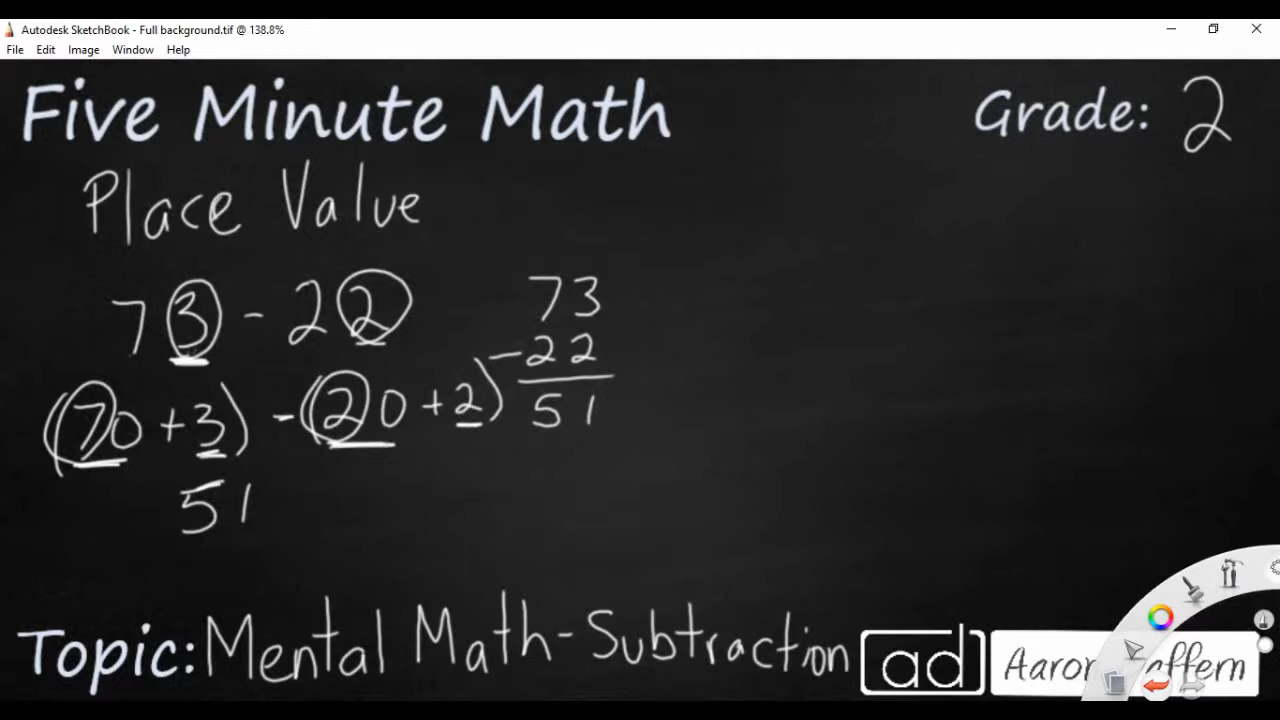 Autodesk SketchBook - Full background.tif @ 138.8%
File Edit Image Window Help
Five Minute Math
Grade: 2
Place Value
73 - 22
(70 + 3) - (20 + 2)
51
73
- 22
51
Topic: Mental Math - Subtraction
ad